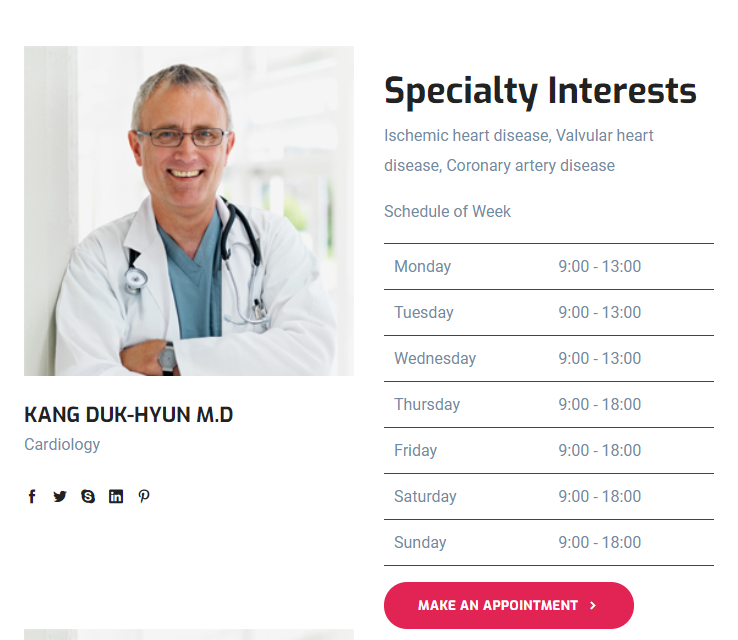 KANG DUK-HYUN M.D
Cardiology
Specialty Interests
Ischemic heart disease, Valvular heart
disease, Coronary artery disease
Schedule of Week
Monday 9:00 - 13:00
Tuesday 9:00 - 13:00
Wednesday 9:00 - 13:00
Thursday 9:00 - 18:00
Friday 9:00 - 18:00
Saturday 9:00 - 18:00
Sunday 9:00 - 18:00
MAKE AN APPOINTMENT